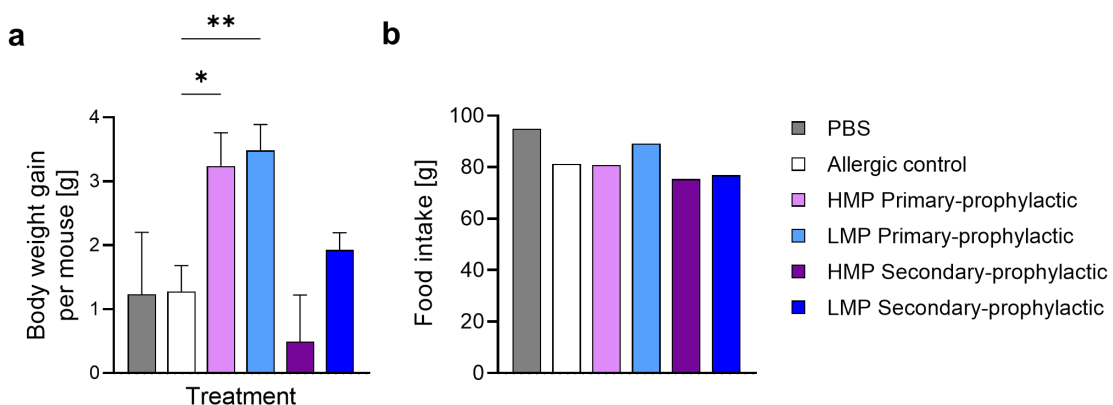 a
**
*
Body weight gain
per mouse [g]
4
3
2
1
0
Treatment
b
Food intake [g]
100
80
60
40
20
0
PBS
Allergic control
HMP Primary-prophylactic
LMP Primary-prophylactic
HMP Secondary-prophylactic
LMP Secondary-prophylactic